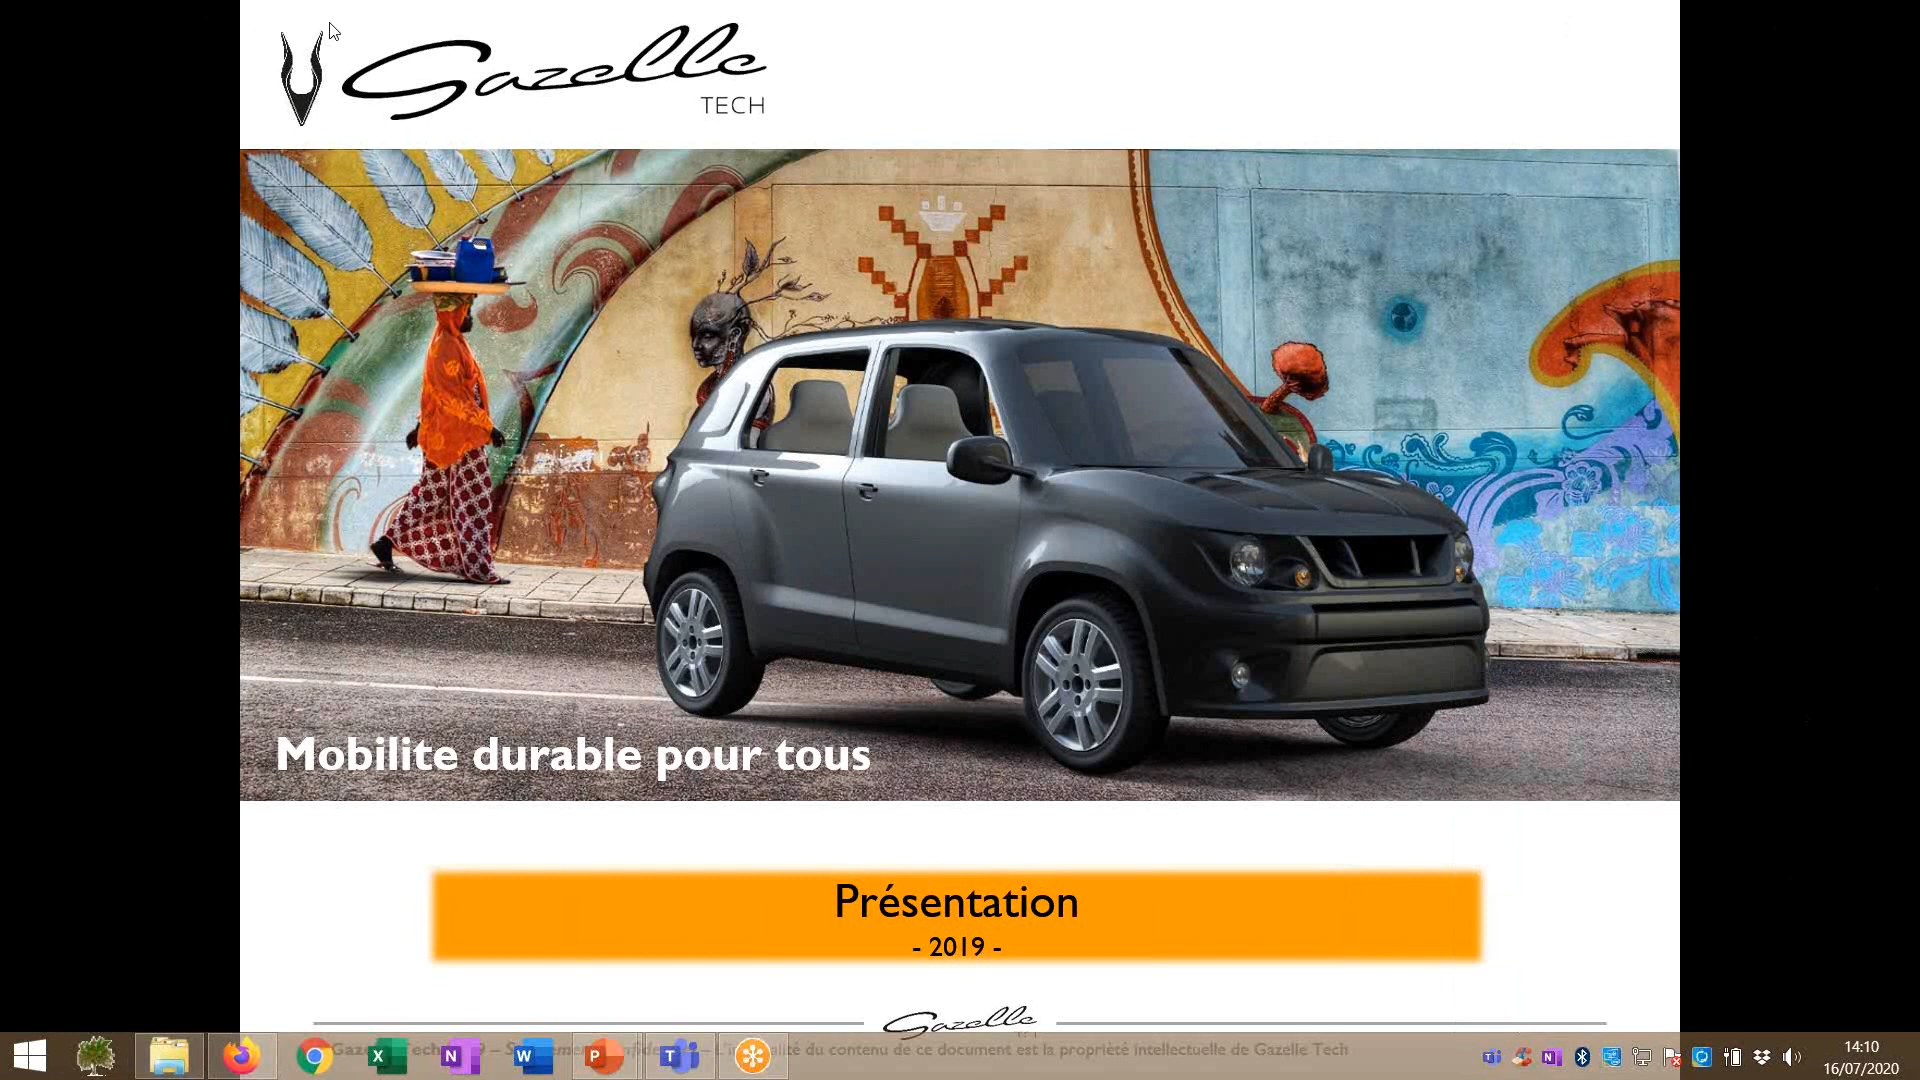 Gazelle
TECH
Mobilite durable pour tous
Présentation
- 2019 -
Gazelle
du contenu de ce document est la propriété intellectuelle de Gazelle Tech
14:10
16/07/2020